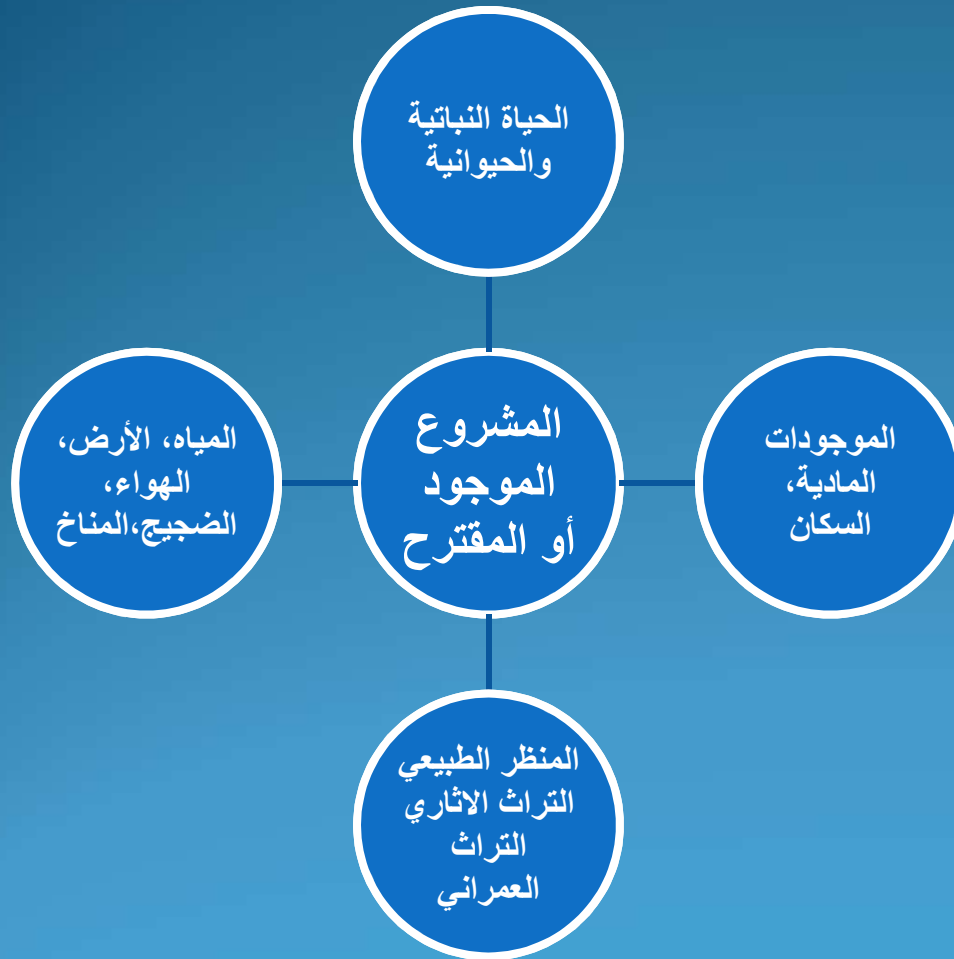 الحياة النباتية
والحيوانية
المشروع
الموجود
أو المقترح
الموجودات
المادية،
السكان
المياه، الأرض،
الهواء،
الضجيج،المناخ
المنظر الطبيعي
التراث الاثاري
التراث
العمراني